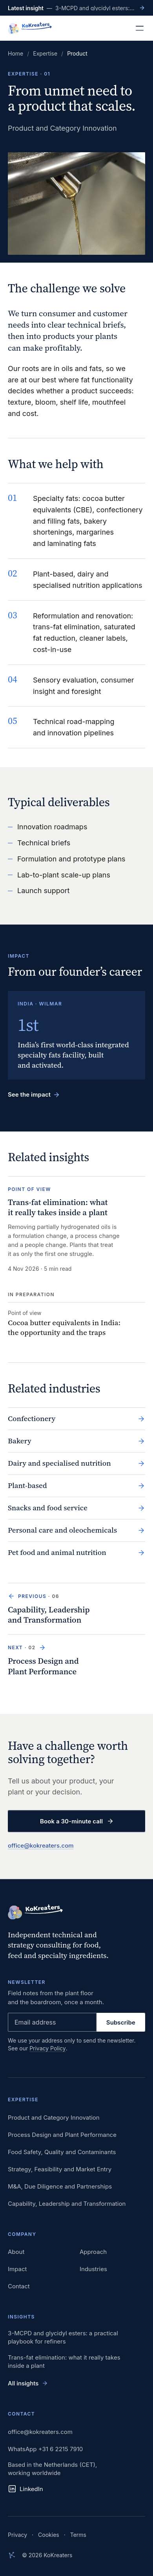 Latest insight — 3-MCPD and glycidyl esters:... →
KoKreaters
Home / Expertise / Product
EXPERTISE · 01
From unmet need to
a product that scales.
Product and Category Innovation
The challenge we solve
We turn consumer and customer
needs into clear technical briefs,
then into products your plants
can make profitably.
Our roots are in oils and fats, so we
are at our best where fat functionality
decides whether a product succeeds:
texture, bloom, shelf life, mouthfeel
and cost.
What we help with
01 Specialty fats: cocoa butter
equivalents (CBE), confectionery
and filling fats, bakery
shortenings, margarines
and laminating fats
02 Plant-based, dairy and
specialised nutrition applications
03 Reformulation and renovation:
trans-fat elimination, saturated
fat reduction, cleaner labels,
cost-in-use
04 Sensory evaluation, consumer
insight and foresight
05 Technical road-mapping
and innovation pipelines
Typical deliverables
– Innovation roadmaps
– Technical briefs
– Formulation and prototype plans
– Lab-to-plant scale-up plans
– Launch support
IMPACT
From our founder’s career
INDIA · WILMAR
1st
India’s first world-class integrated
specialty fats facility, built
and activated.
See the impact →
Related insights
POINT OF VIEW
Trans-fat elimination: what
it really takes inside a plant
Removing partially hydrogenated oils is
a formulation change, a process change
and a people change. Plants that treat
it as only the first one struggle.
4 Nov 2026 · 5 min read
IN PREPARATION
Point of view
Cocoa butter equivalents in India:
the opportunity and the traps
Related industries
Confectionery →
Bakery →
Dairy and specialised nutrition →
Plant-based →
Snacks and food service →
Personal care and oleochemicals →
Pet food and animal nutrition →
← PREVIOUS · 06
Capability, Leadership
and Transformation
NEXT · 02 →
Process Design and
Plant Performance
Have a challenge worth
solving together?
Tell us about your product, your
plant or your decision.
Book a 30-minute call →
office@kokreaters.com
KoKreaters
Independent technical and
strategy consulting for food,
feed and specialty ingredients.
NEWSLETTER
Field notes from the plant floor
and the boardroom, once a month.
Email address Subscribe
We use your address only to send the newsletter.
See our Privacy Policy.
EXPERTISE
Product and Category Innovation
Process Design and Plant Performance
Food Safety, Quality and Contaminants
Strategy, Feasibility and Market Entry
M&A, Due Diligence and Partnerships
Capability, Leadership and Transformation
COMPANY
About Approach
Impact Industries
Contact
INSIGHTS
3-MCPD and glycidyl esters: a practical
playbook for refiners
Trans-fat elimination: what it really takes
inside a plant
All insights →
CONTACT
office@kokreaters.com
WhatsApp +31 6 2215 7910
Based in the Netherlands (CET),
working worldwide
LinkedIn
Privacy · Cookies · Terms
© 2026 KoKreaters